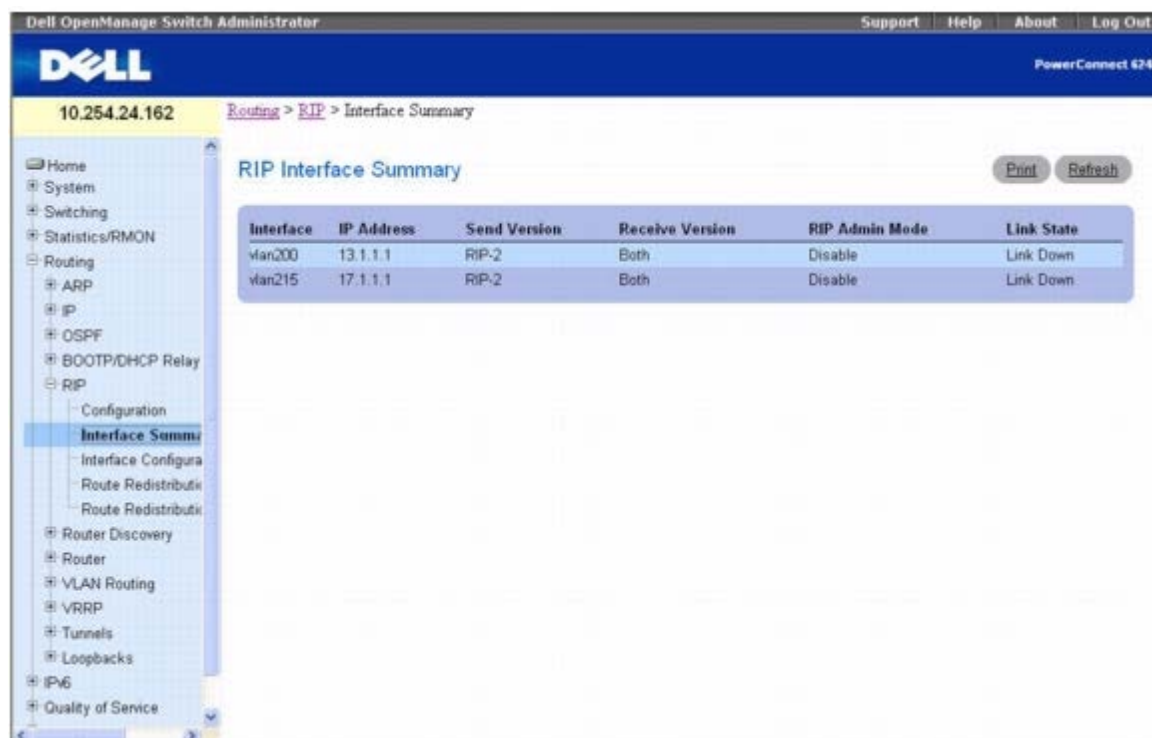 Dell OpenManage Switch Administrator Support Help About Log Out
DELL PowerConnect 624
10.254.24.162 Routing > RIP > Interface Summary
Home
System
Switching
Statistics/RMON
Routing
ARP
IP
OSPF
BOOTP/DHCP Relay
RIP
Configuration
Interface Summa
Interface Configura
Route Redistributic
Route Redistributic
Router Discovery
Router
VLAN Routing
VRRP
Tunnels
Loopbacks
IPv6
Quality of Service
RIP Interface Summary Print Refresh
Interface IP Address Send Version Receive Version RIP Admin Mode Link State
vlan200 13.1.1.1 RIP-2 Both Disable Link Down
vlan215 17.1.1.1 RIP-2 Both Disable Link Down